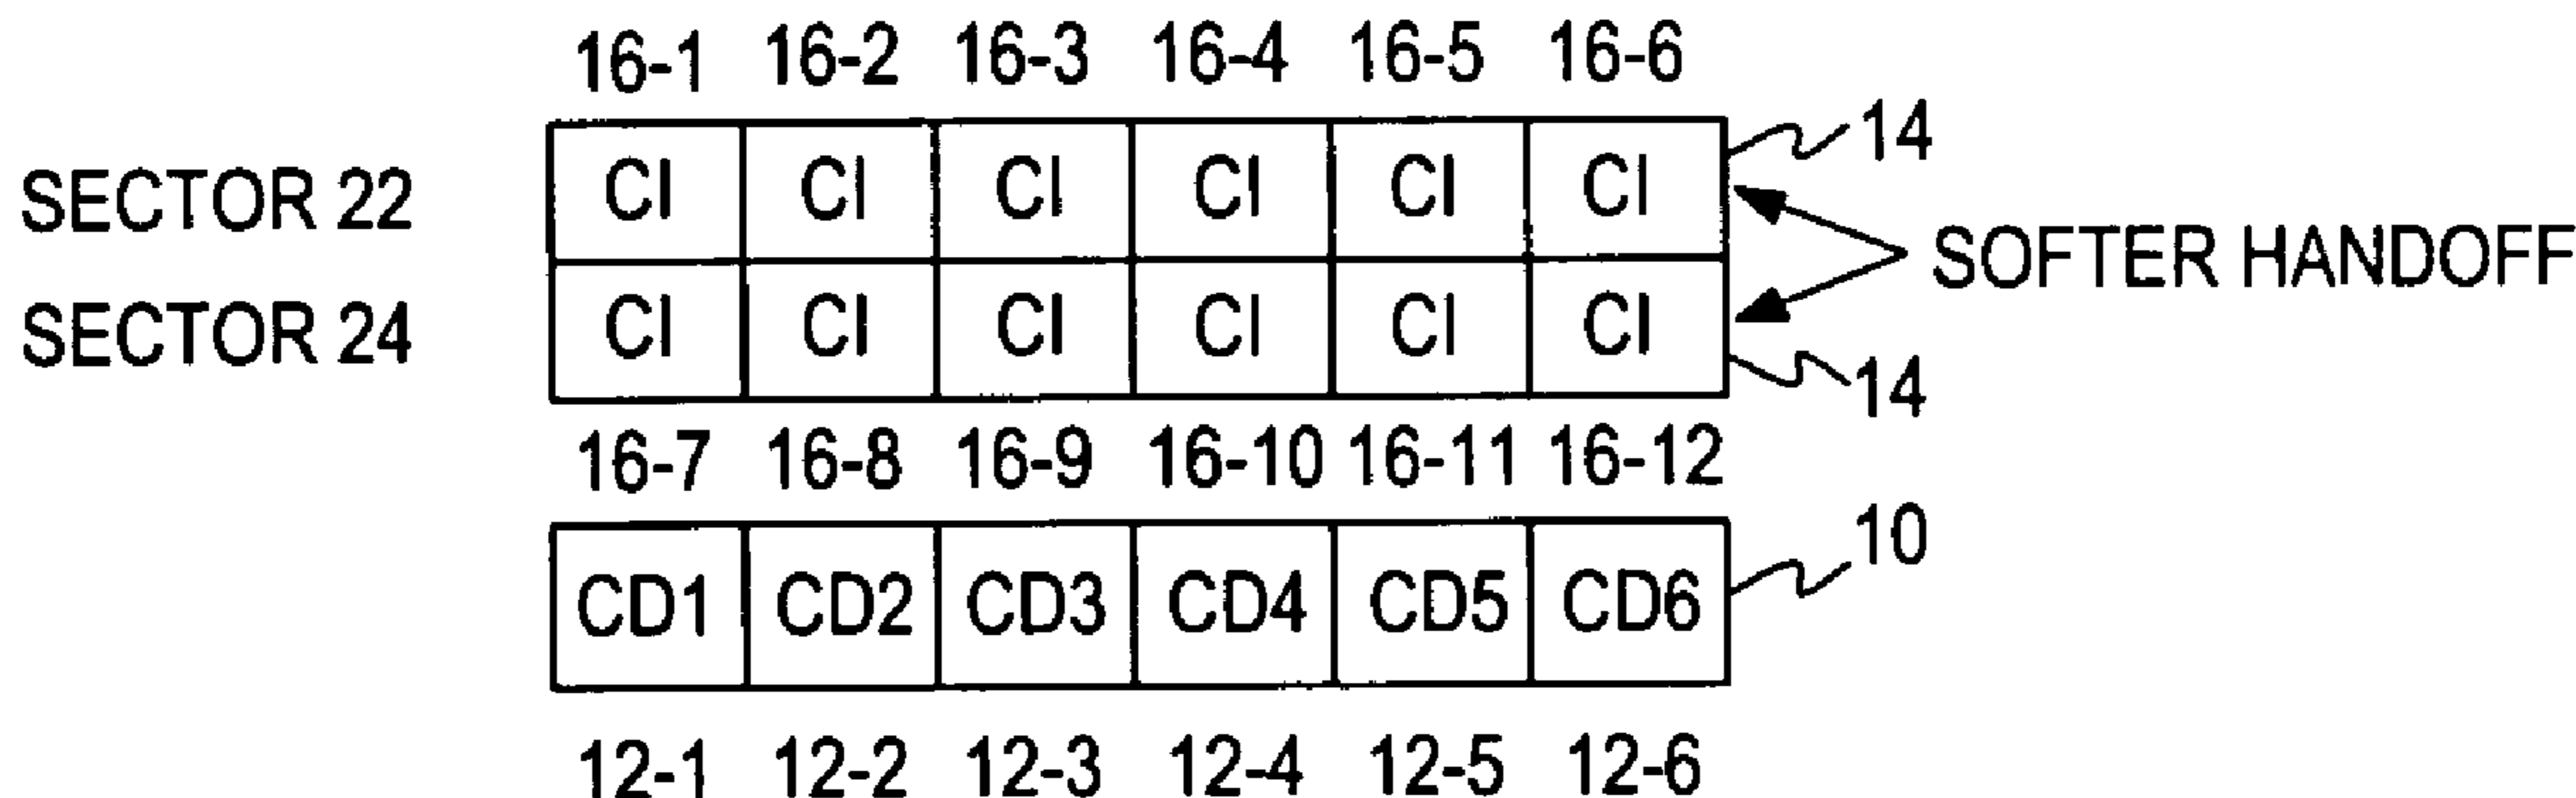 16-1 16-2 16-3 16-4 16-5 16-6
14
SECTOR 22 CI CI CI CI CI CI
SOFTER HANDOFF
SECTOR 24 CI CI CI CI CI CI
14
16-7 16-8 16-9 16-10 16-11 16-12
10
CD1 CD2 CD3 CD4 CD5 CD6
12-1 12-2 12-3 12-4 12-5 12-6